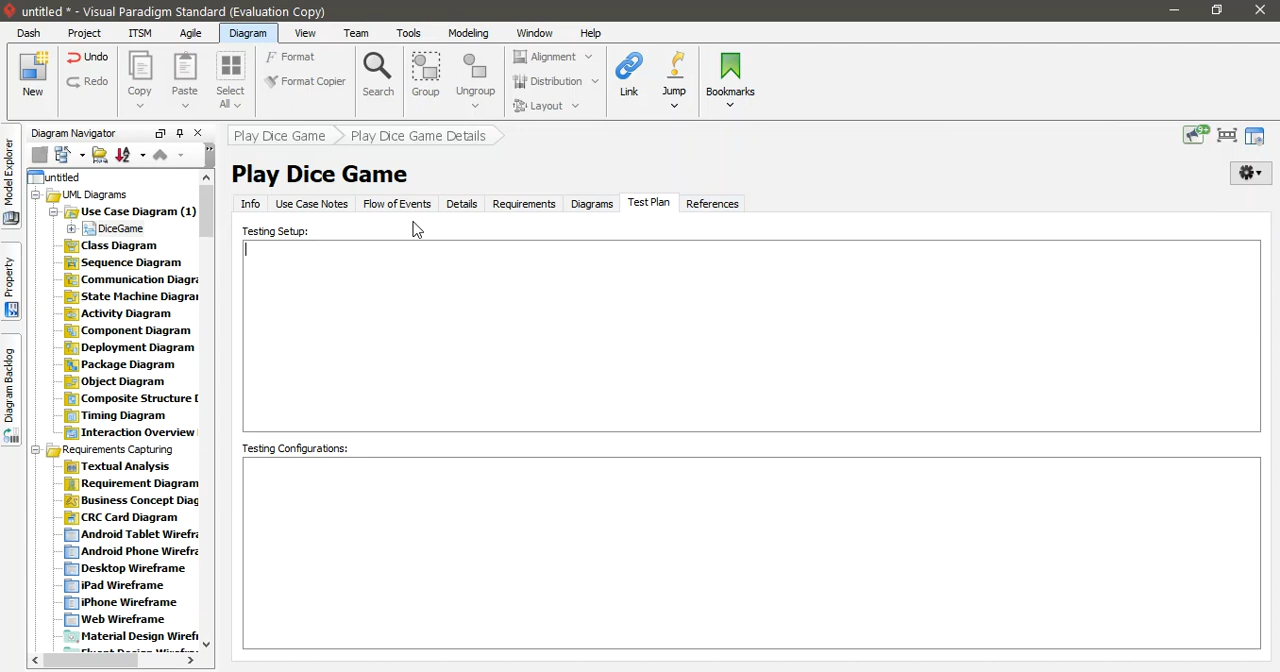 untitled * - Visual Paradigm Standard (Evaluation Copy)
Dash Project ITSM Agile Diagram View Team Tools Modeling Window Help
New
Undo
Redo
Copy
Paste
Select
All
Format
Format Copier
Search
Group
Ungroup
Alignment
Distribution
Layout
Link
Jump
Bookmarks
Model Explorer
Property
Diagram Backlog
Diagram Navigator
untitled
UML Diagrams
Use Case Diagram (1)
DiceGame
Class Diagram
Sequence Diagram
Communication Diagra
State Machine Diagran
Activity Diagram
Component Diagram
Deployment Diagram
Package Diagram
Object Diagram
Composite Structure D
Timing Diagram
Interaction Overview
Requirements Capturing
Textual Analysis
Requirement Diagram
Business Concept Diag
CRC Card Diagram
Android Tablet Wirefra
Android Phone Wirefra
Desktop Wireframe
iPad Wireframe
iPhone Wireframe
Web Wireframe
Material Design Wirefr
Play Dice Game Play Dice Game Details
9+
Play Dice Game
Info Use Case Notes Flow of Events Details Requirements Diagrams Test Plan References
Testing Setup:
Testing Configurations: